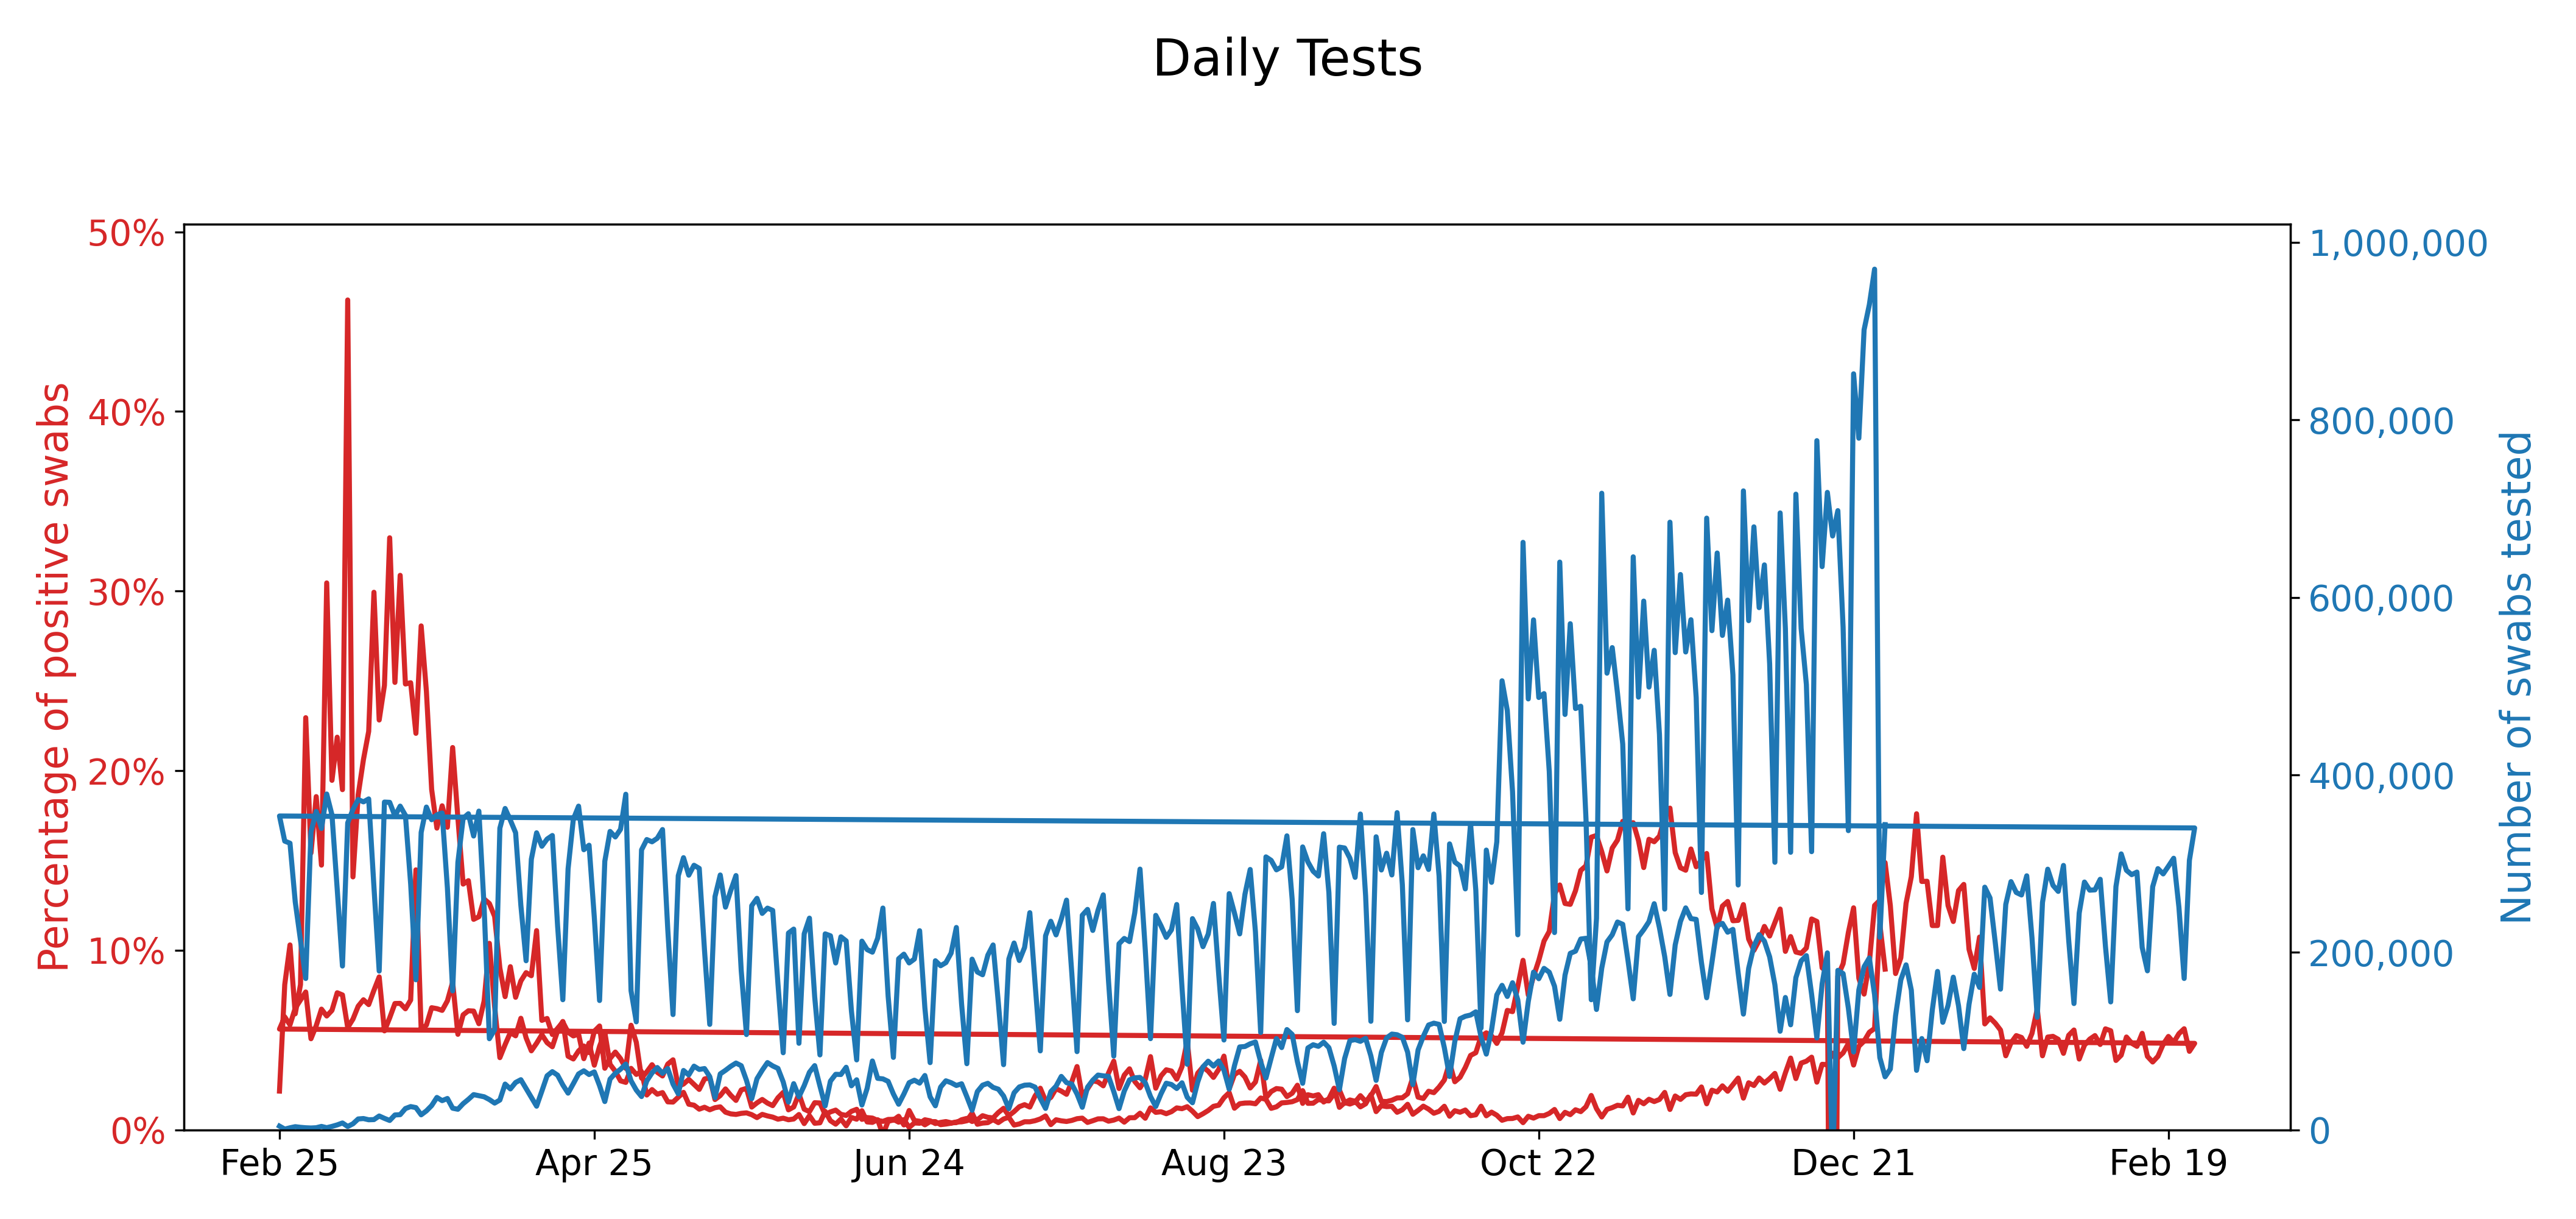 Daily Tests
Percentage of positive swabs
50%
40%
30%
20%
10%
0%
1,000,000
800,000
600,000
400,000
200,000
0
Number of swabs tested
Feb 25
Apr 25
Jun 24
Aug 23
Oct 22
Dec 21
Feb 19